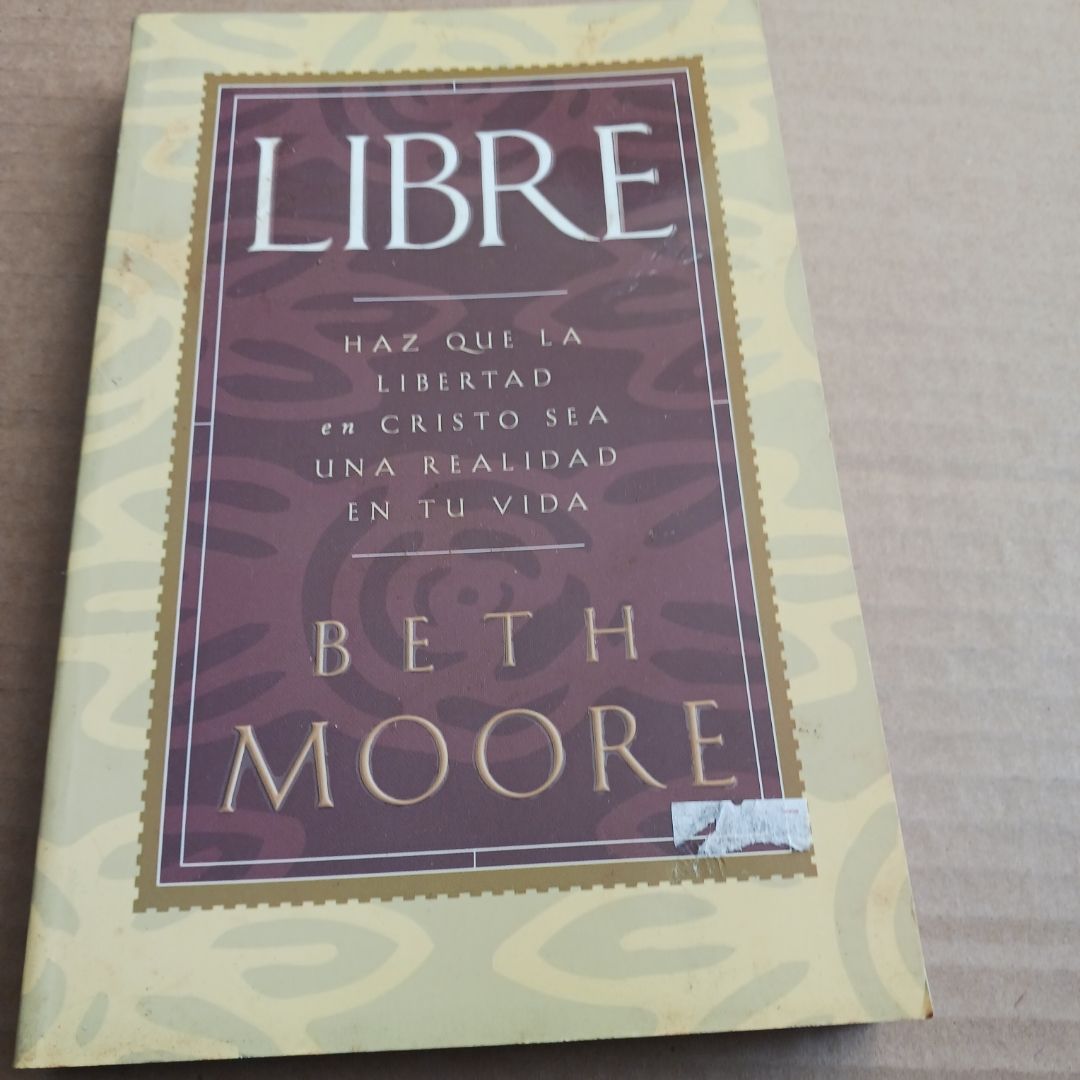 LIBRE
HAZ QUE LA
LIBERTAD
en CRISTO SEA
UNA REALIDAD
EN TU VIDA
BETH
MOORE